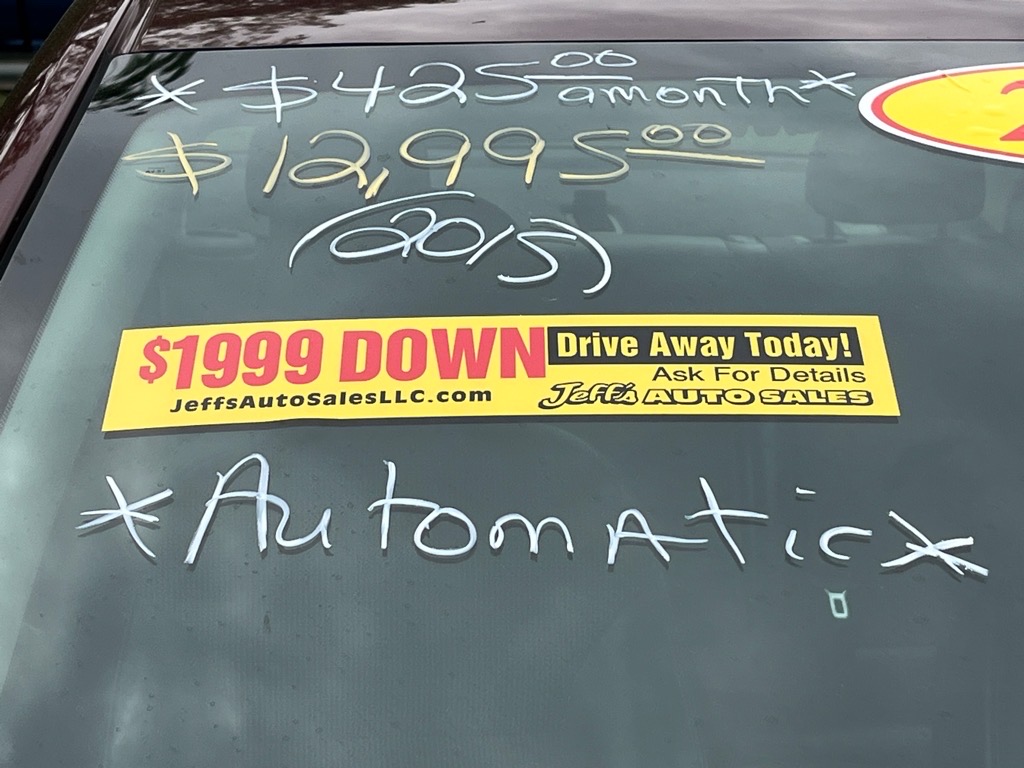 * $425.00 a month *
$12,995.00
(2015)
$1999 DOWN
JeffsAutoSalesLLC.com
Drive Away Today!
Ask For Details
Jeff's AUTO SALES
*Automatic*